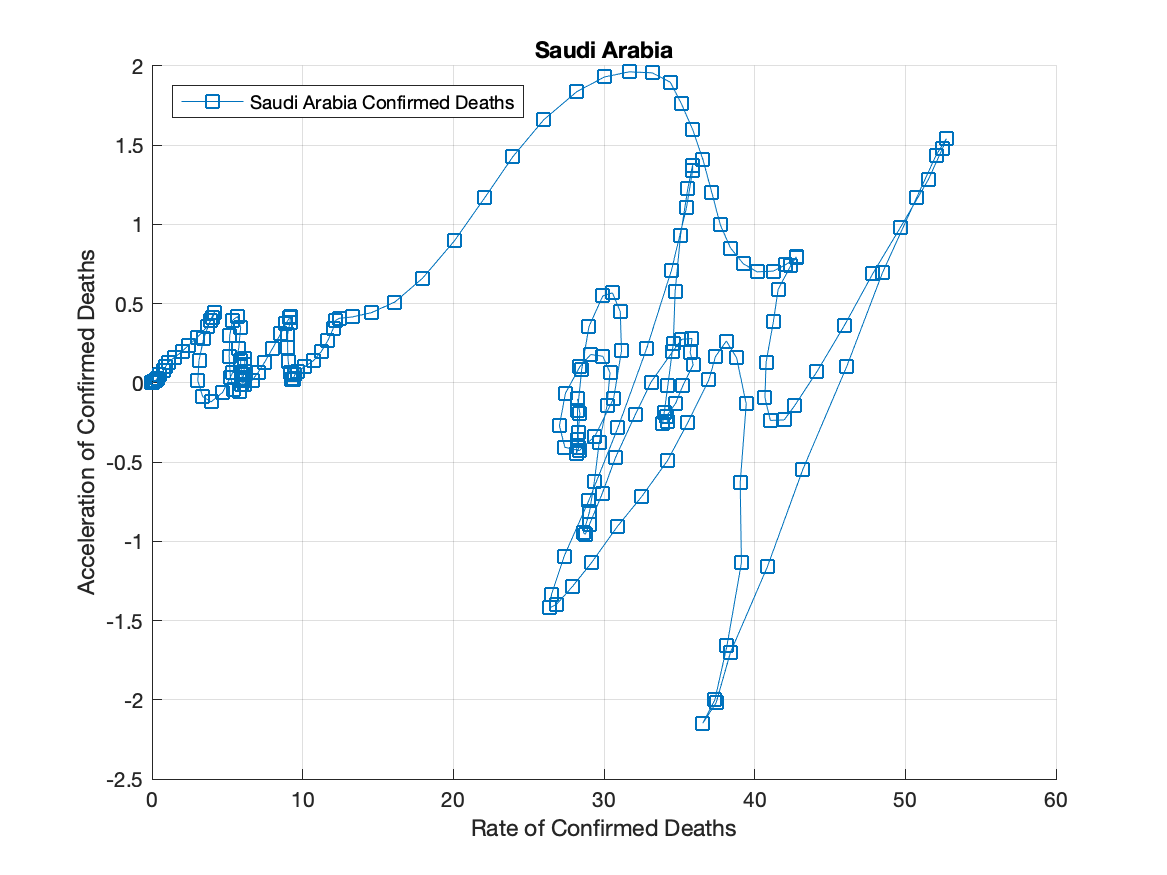 Saudi Arabia
Saudi Arabia Confirmed Deaths
Acceleration of Confirmed Deaths
2
1.5
1
0.5
0
-0.5
-1
-1.5
-2
-2.5
0 10 20 30 40 50 60
Rate of Confirmed Deaths